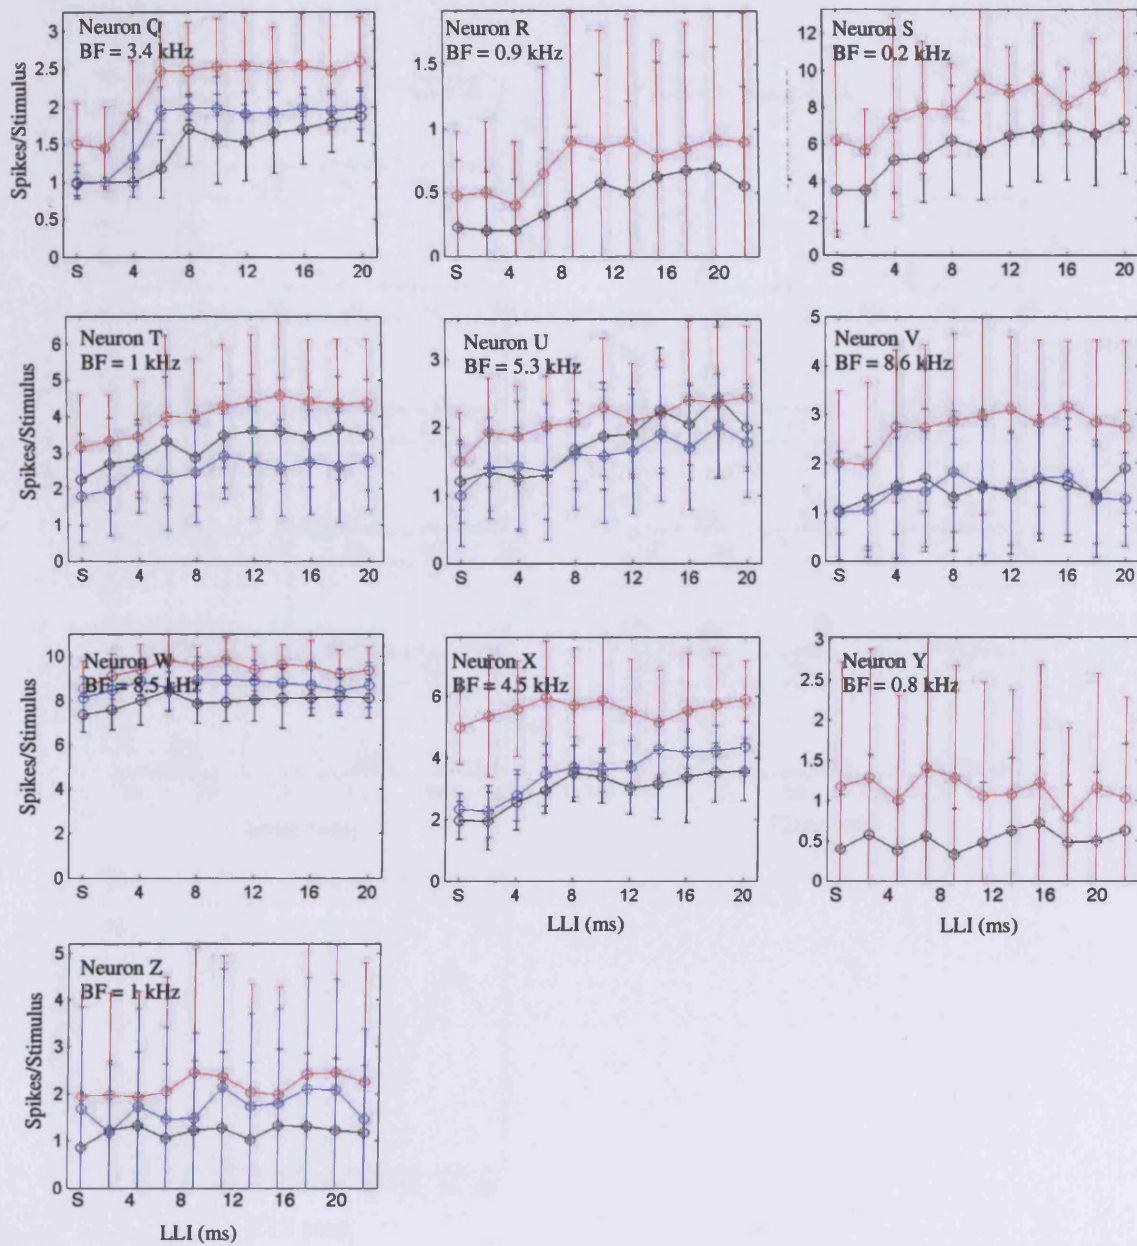 Neuron Q
BF = 3.4 kHz
Spikes/Stimulus
3
2.5
2
1.5
1
0.5
0
S 4 8 12 16 20
Neuron R
BF = 0.9 kHz
1.5
1
0.5
0
S 4 8 12 16 20
Neuron S
BF = 0.2 kHz
12
10
8
6
4
2
0
S 4 8 12 16 20
Neuron T
BF = 1 kHz
Spikes/Stimulus
6
5
4
3
2
1
0
S 4 8 12 16 20
Neuron U
BF = 5.3 kHz
3
2
1
0
S 4 8 12 16 20
Neuron V
BF = 8.6 kHz
5
4
3
2
1
0
S 4 8 12 16 20
Neuron W
BF = 8.5 kHz
Spikes/Stimulus
10
8
6
4
2
0
S 4 8 12 16 20
Neuron X
BF = 4.5 kHz
6
4
2
0
S 4 8 12 16 20
LLI (ms)
Neuron Y
BF = 0.8 kHz
3
2.5
2
1.5
1
0.5
0
S 4 8 12 16 20
LLI (ms)
Neuron Z
BF = 1 kHz
Spikes/Stimulus
5
4
3
2
1
0
S 4 8 12 16 20
LLI (ms)